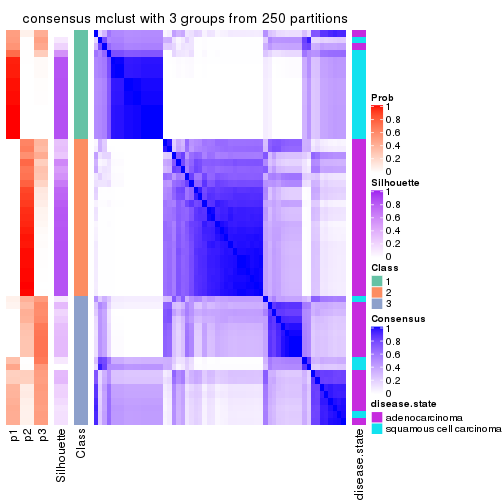 consensus mclust with 3 groups from 250 partitions
Prob
1
0.8
0.6
0.4
0.2
0
Silhouette
1
0.8
0.6
0.4
0.2
0
Class
1
2
3
Consensus
1
0.8
0.6
0.4
0.2
0
disease.state
adenocarcinoma
squamous cell carcinoma
p1
p2
p3
Silhouette
Class
disease.state